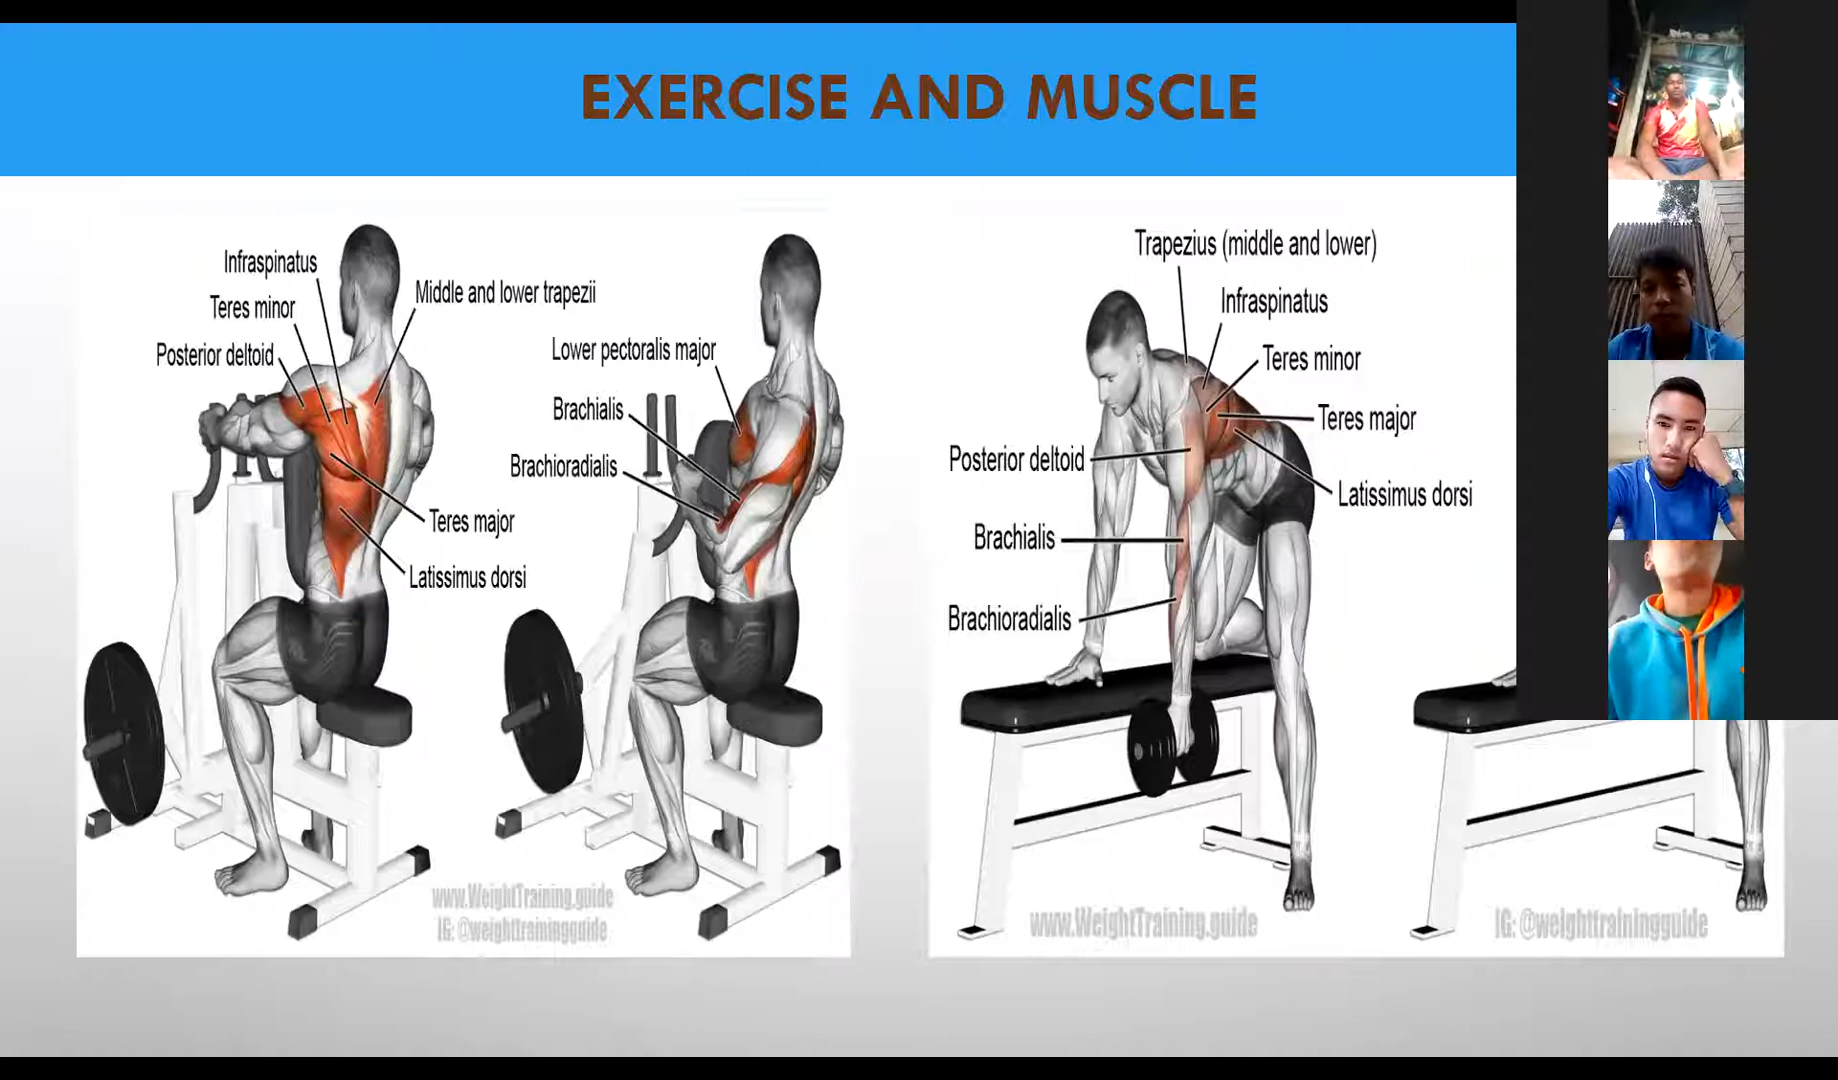 EXERCISE AND MUSCLE
Infraspinatus
Teres minor
Posterior deltoid
Middle and lower trapezii
Teres major
Latissimus dorsi
Lower pectoralis major
Brachialis
Brachioradialis
www.WeightTraining.guide
IG: @weighttrainingguide
Trapezius (middle and lower)
Infraspinatus
Teres minor
Teres major
Latissimus dorsi
Posterior deltoid
Brachialis
Brachioradialis
www.WeightTraining.guide
IG: @weighttrainingguide